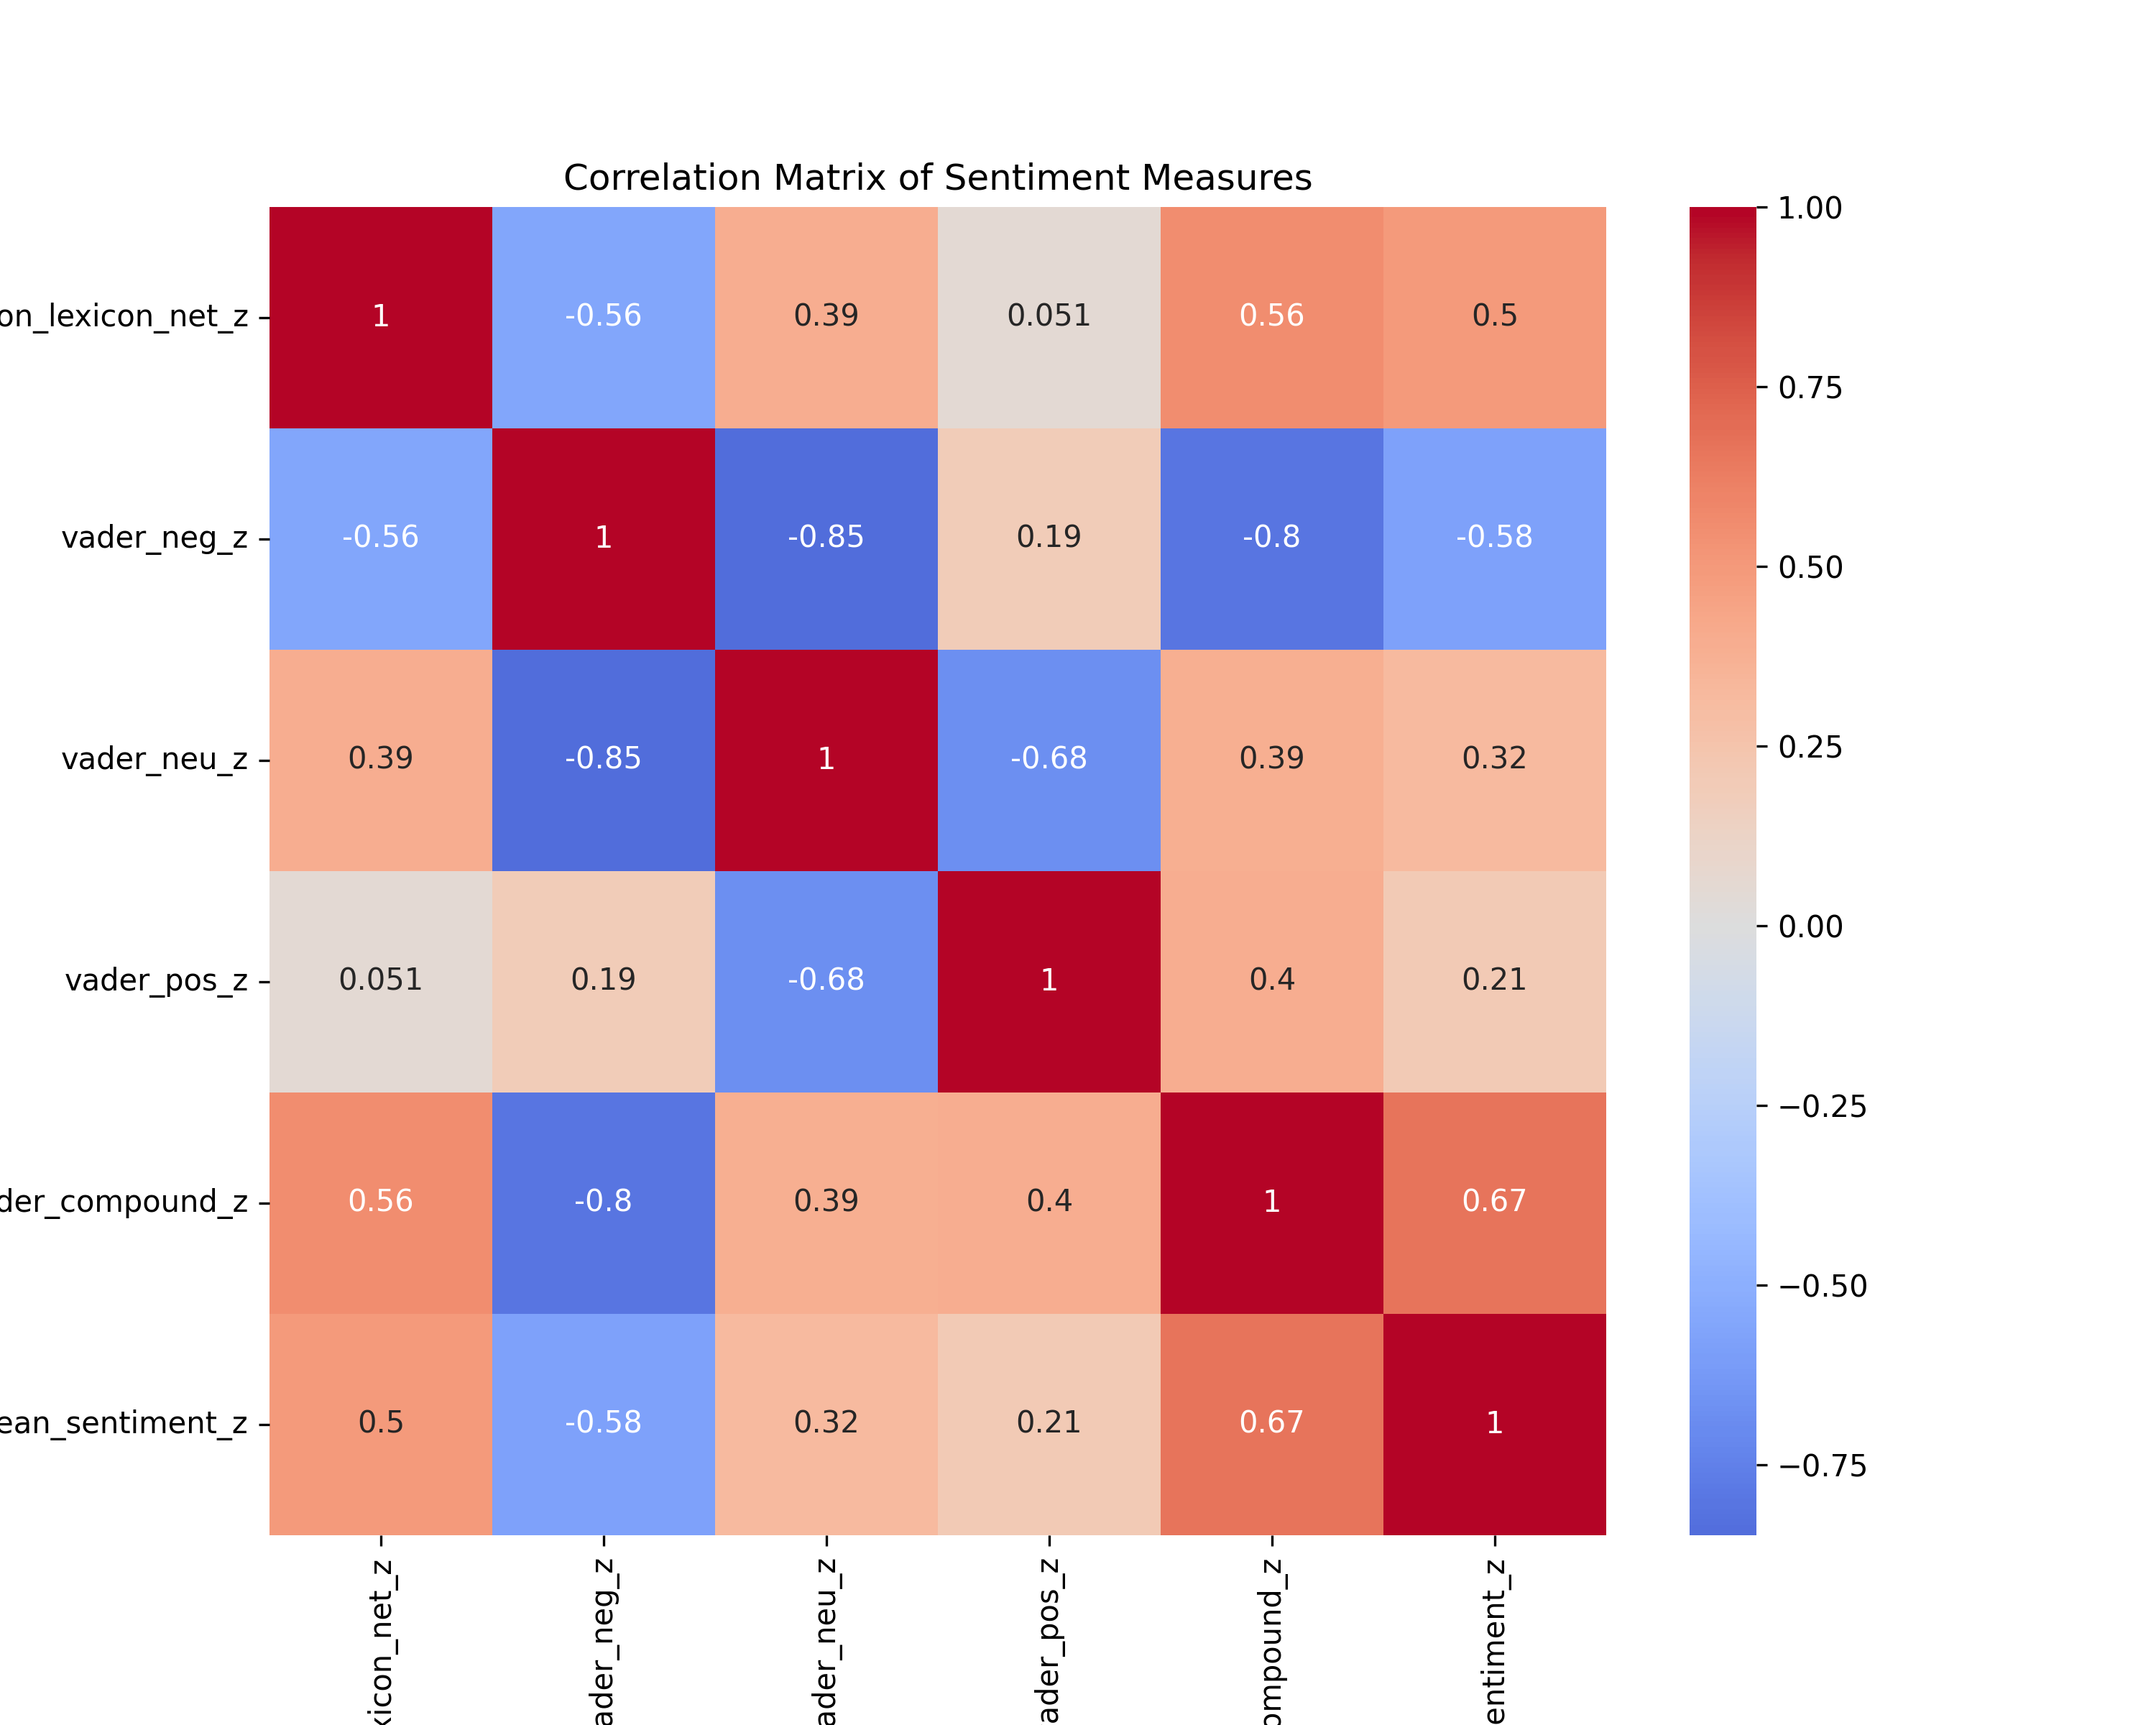 Correlation Matrix of Sentiment Measures
on_lexicon_net_z 1 -0.56 0.39 0.051 0.56 0.5
vader_neg_z -0.56 1 -0.85 0.19 -0.8 -0.58
vader_neu_z 0.39 -0.85 1 -0.68 0.39 0.32
vader_pos_z 0.051 0.19 -0.68 1 0.4 0.21
der_compound_z 0.56 -0.8 0.39 0.4 1 0.67
ean_sentiment_z 0.5 -0.58 0.32 0.21 0.67 1
xicon_net_z
ader_neg_z
ader_neu_z
ader_pos_z
ompound_z
entiment_z
1.00
0.75
0.50
0.25
0.00
−0.25
−0.50
−0.75